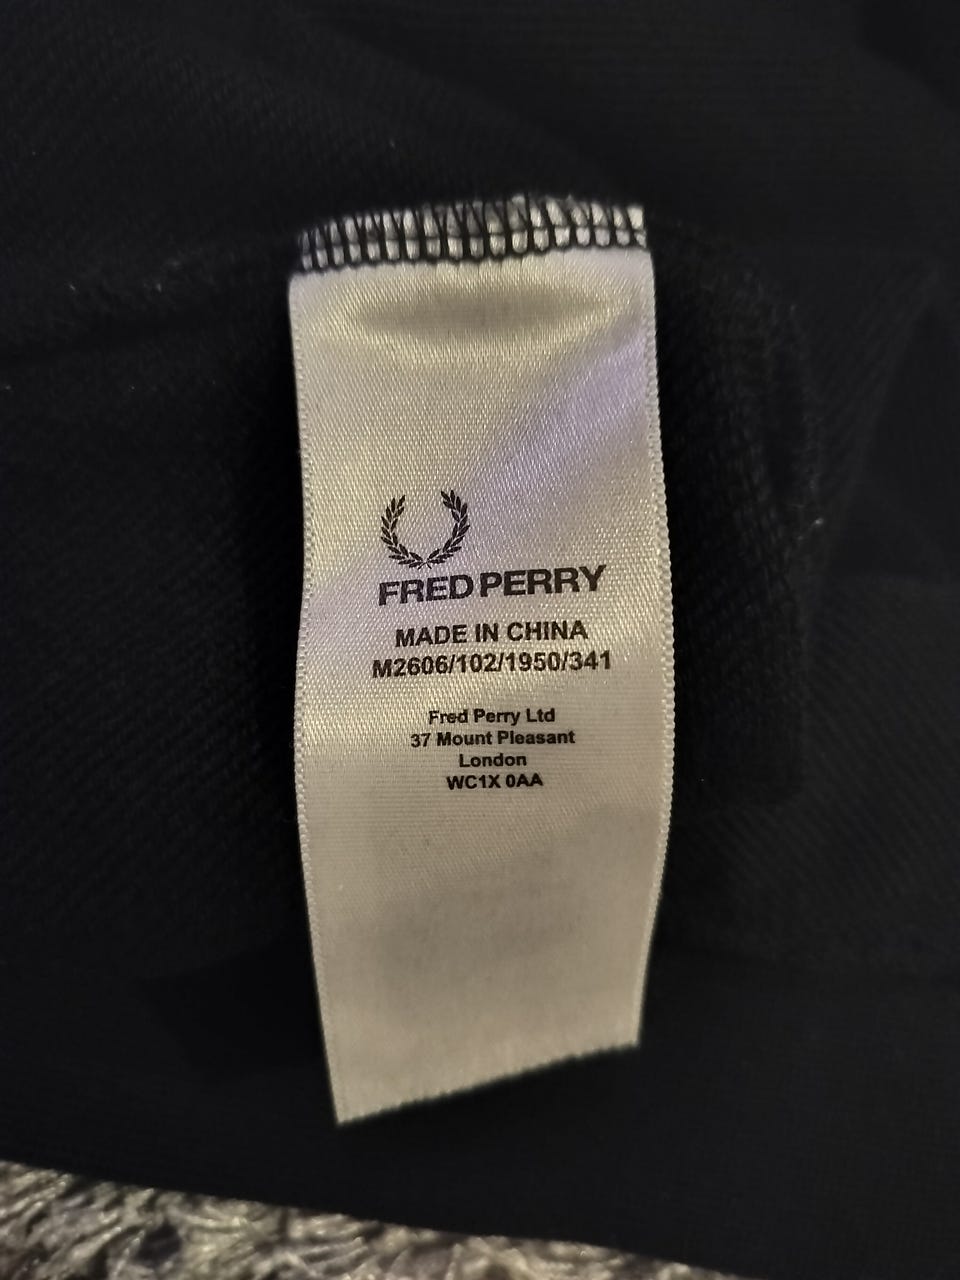 FRED PERRY
MADE IN CHINA
M2606/102/1950/341
Fred Perry Ltd
37 Mount Pleasant
London
WC1X 0AA